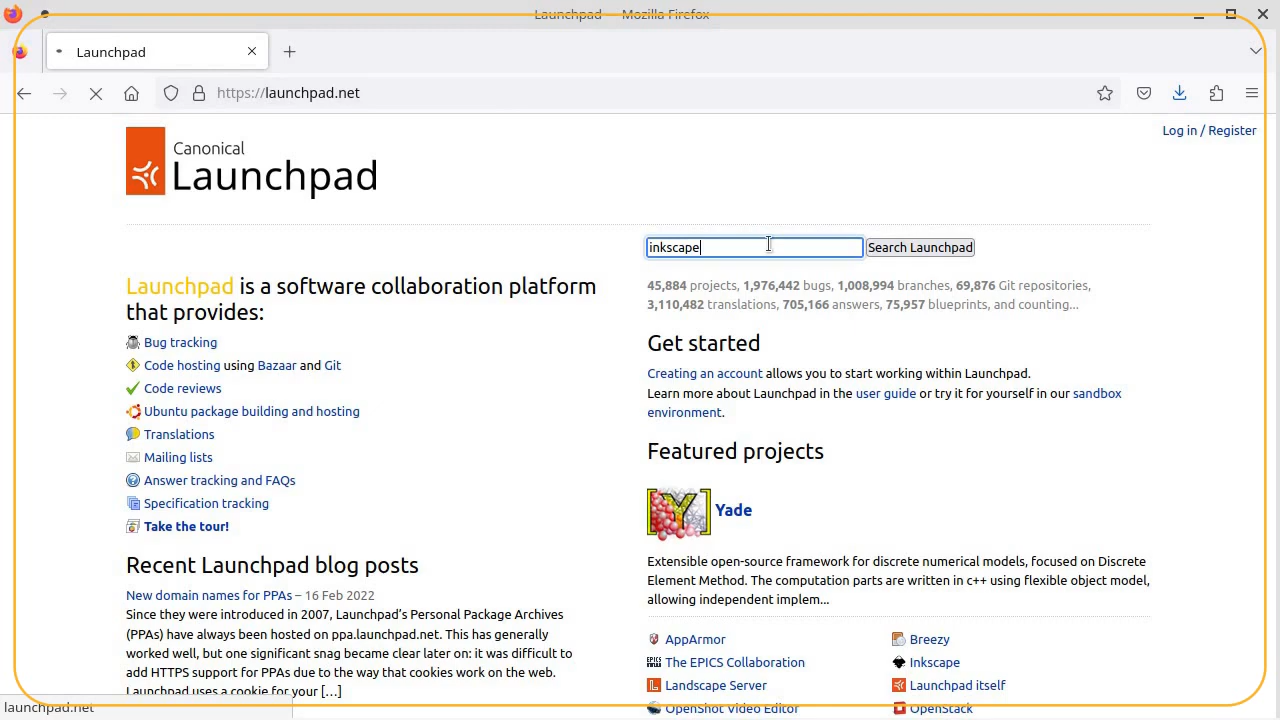 Launchpad — Mozilla Firefox
Launchpad
https://launchpad.net
Log in / Register
Canonical
Launchpad
inkscape
Search Launchpad
Launchpad is a software collaboration platform
that provides:
Bug tracking
Code hosting using Bazaar and Git
Code reviews
Ubuntu package building and hosting
Translations
Mailing lists
Answer tracking and FAQs
Specification tracking
Take the tour!
Recent Launchpad blog posts
New domain names for PPAs – 16 Feb 2022
Since they were introduced in 2007, Launchpad’s Personal Package Archives
(PPAs) have always been hosted on ppa.launchpad.net. This has generally
worked well, but one significant snag became clear later on: it was difficult to
add HTTPS support for PPAs due to the way that cookies work on the web.
Launchpad uses a cookie for your […]
45,884 projects, 1,976,442 bugs, 1,008,994 branches, 69,876 Git repositories,
3,110,482 translations, 705,166 answers, 75,957 blueprints, and counting...
Get started
Creating an account allows you to start working within Launchpad.
Learn more about Launchpad in the user guide or try it for yourself in our sandbox
environment.
Featured projects
Yade
Extensible open-source framework for discrete numerical models, focused on Discrete
Element Method. The computation parts are written in c++ using flexible object model,
allowing independent implem...
AppArmor
Breezy
EPICS The EPICS Collaboration
Inkscape
Landscape Server
Launchpad itself
OpenShot Video Editor
OpenStack
launchpad.net